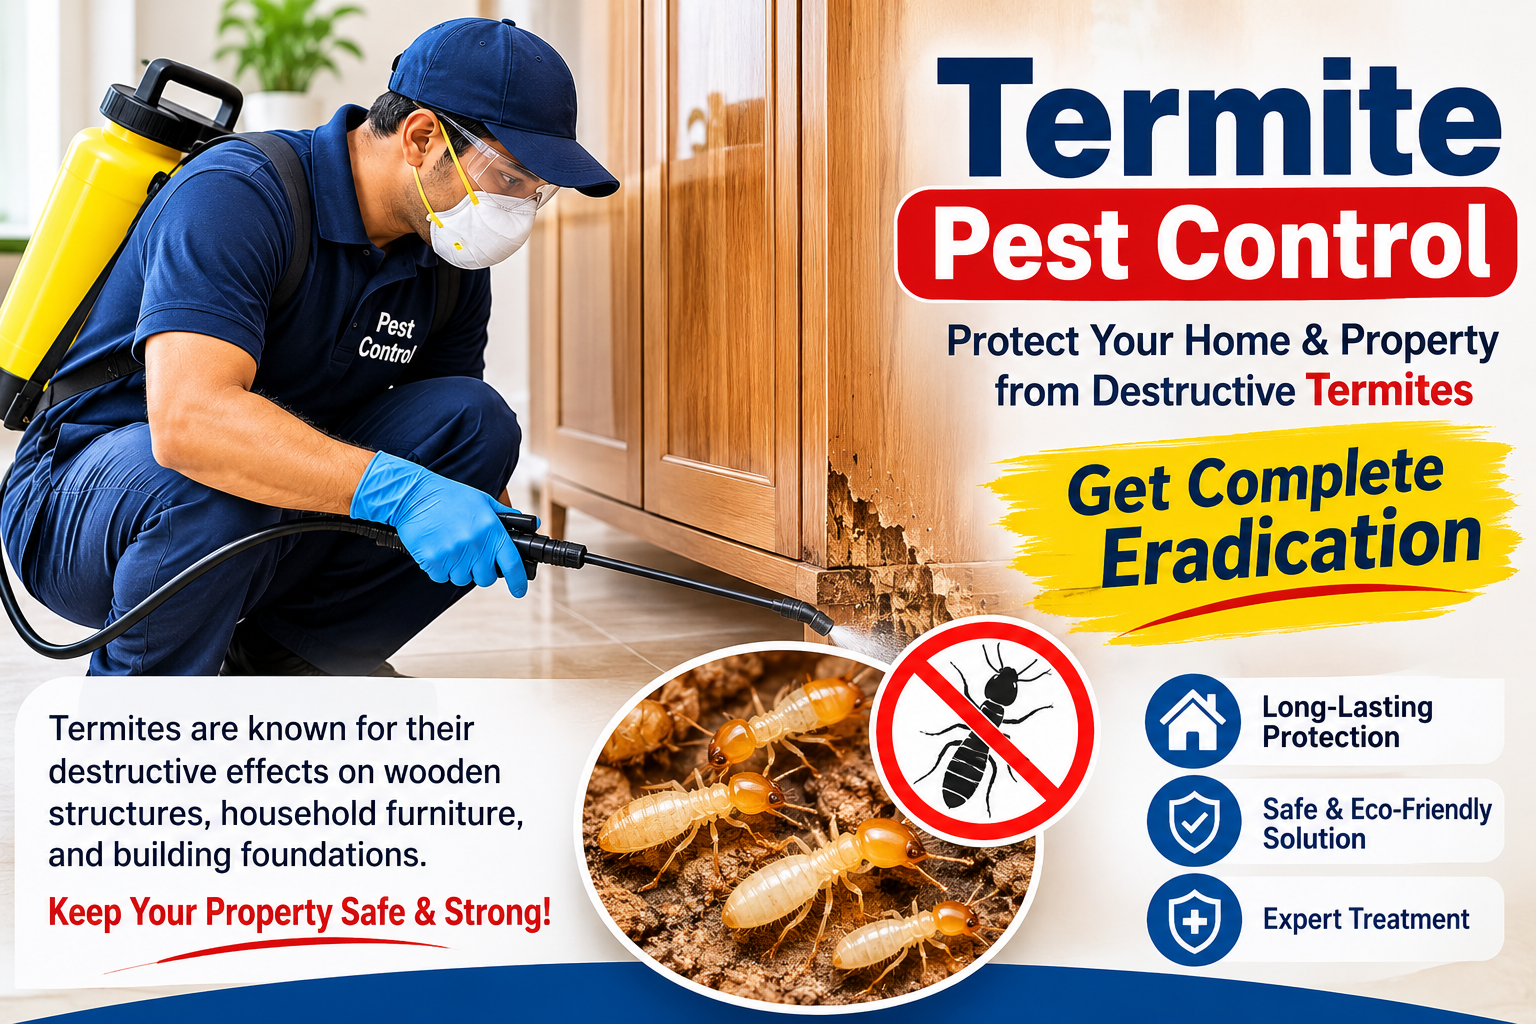 Termite
Pest Control
Protect Your Home & Property
from Destructive Termites
Get Complete
Eradication
Pest
Control
Long-Lasting
Protection
Safe & Eco-Friendly
Solution
Expert Treatment
Termites are known for their
destructive effects on wooden
structures, household furniture,
and building foundations.
Keep Your Property Safe & Strong!